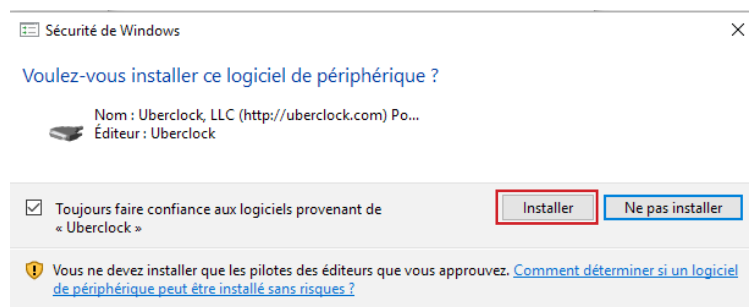 Sécurité de Windows
Voulez-vous installer ce logiciel de périphérique ?
Nom : Uberclock, LLC (http://uberclock.com) Po...
Éditeur : Uberclock
Toujours faire confiance aux logiciels provenant de
« Uberclock »
Installer
Ne pas installer
Vous ne devez installer que les pilotes des éditeurs que vous approuvez. Comment déterminer si un logiciel
de périphérique peut être installé sans risques ?